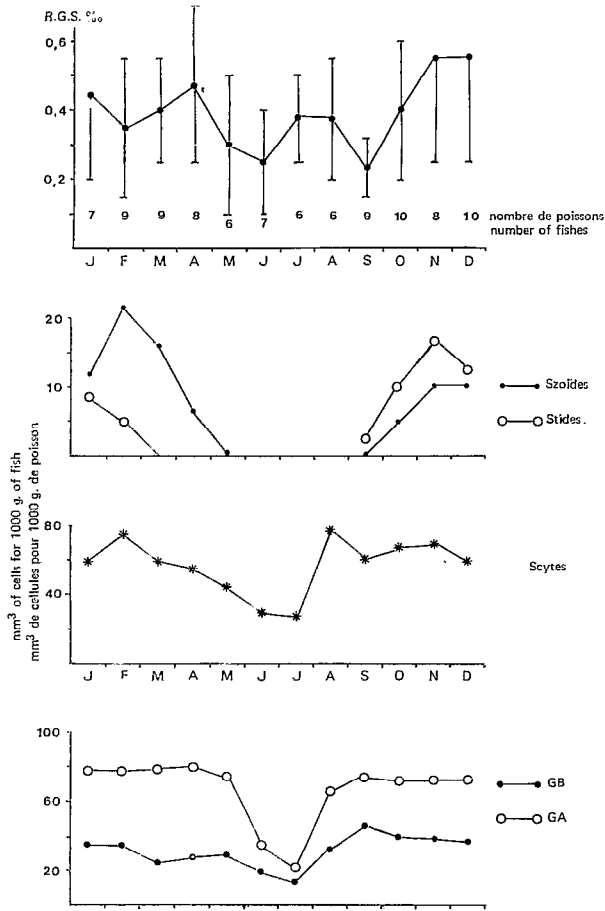 R.G.S. %₀
0,6
0,4
0,2
7 9 9 8 6 7 6 6 9 10 8 10
nombre de poissons
number of fishes
J F M A M J J A S O N D
20
10
Szoïdes
Stides.
mm³ of cells for 1000 g. of fish
mm³ de cellules pour 1000 g. de poisson
80
40
Scytes
J F M A M J J A S O N D
100
60
20
GB
GA